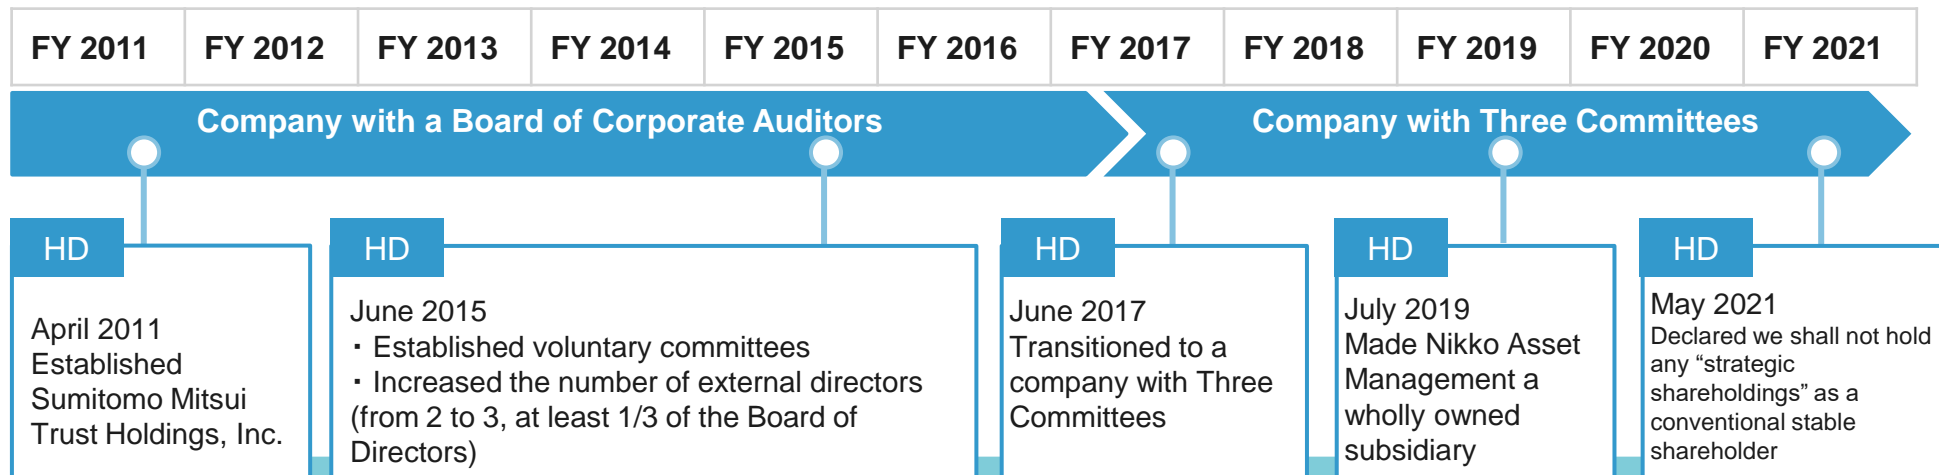 FY 2011 FY 2012 FY 2013 FY 2014 FY 2015 FY 2016 FY 2017 FY 2018 FY 2019 FY 2020 FY 2021
Company with a Board of Corporate Auditors
Company with Three Committees
HD
April 2011
Established
Sumitomo Mitsui
Trust Holdings, Inc.
HD
June 2015
・Established voluntary committees
・Increased the number of external directors
(from 2 to 3, at least 1/3 of the Board of
Directors)
HD
June 2017
Transitioned to a
company with Three
Committees
HD
July 2019
Made Nikko Asset
Management a
wholly owned
subsidiary
HD
May 2021
Declared we shall not hold
any “strategic
shareholdings” as a
conventional stable
shareholder